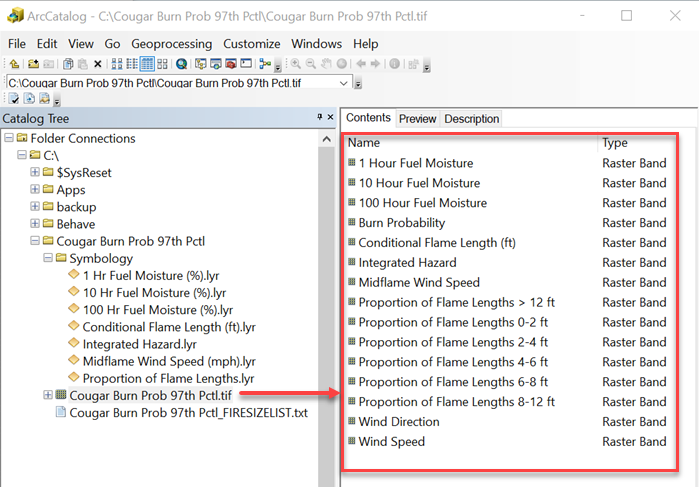 ArcCatalog - C:\Cougar Burn Prob 97th Pctl\Cougar Burn Prob 97th Pctl.tif
File Edit View Go Geoprocessing Customize Windows Help
C:\Cougar Burn Prob 97th Pctl\Cougar Burn Prob 97th Pctl.tif
Catalog Tree
Folder Connections
C:\
$SysReset
Apps
backup
Behave
Cougar Burn Prob 97th Pctl
Symbology
1 Hr Fuel Moisture (%).lyr
10 Hr Fuel Moisture (%).lyr
100 Hr Fuel Moisture (%).lyr
Conditional Flame Length (ft).lyr
Integrated Hazard.lyr
Midflame Wind Speed (mph).lyr
Proportion of Flame Lengths.lyr
Cougar Burn Prob 97th Pctl.tif
Cougar Burn Prob 97th Pctl_FIRESIZELIST.txt
Contents Preview Description
Name Type
1 Hour Fuel Moisture Raster Band
10 Hour Fuel Moisture Raster Band
100 Hour Fuel Moisture Raster Band
Burn Probability Raster Band
Conditional Flame Length (ft) Raster Band
Integrated Hazard Raster Band
Midflame Wind Speed Raster Band
Proportion of Flame Lengths > 12 ft Raster Band
Proportion of Flame Lengths 0-2 ft Raster Band
Proportion of Flame Lengths 2-4 ft Raster Band
Proportion of Flame Lengths 4-6 ft Raster Band
Proportion of Flame Lengths 6-8 ft Raster Band
Proportion of Flame Lengths 8-12 ft Raster Band
Wind Direction Raster Band
Wind Speed Raster Band